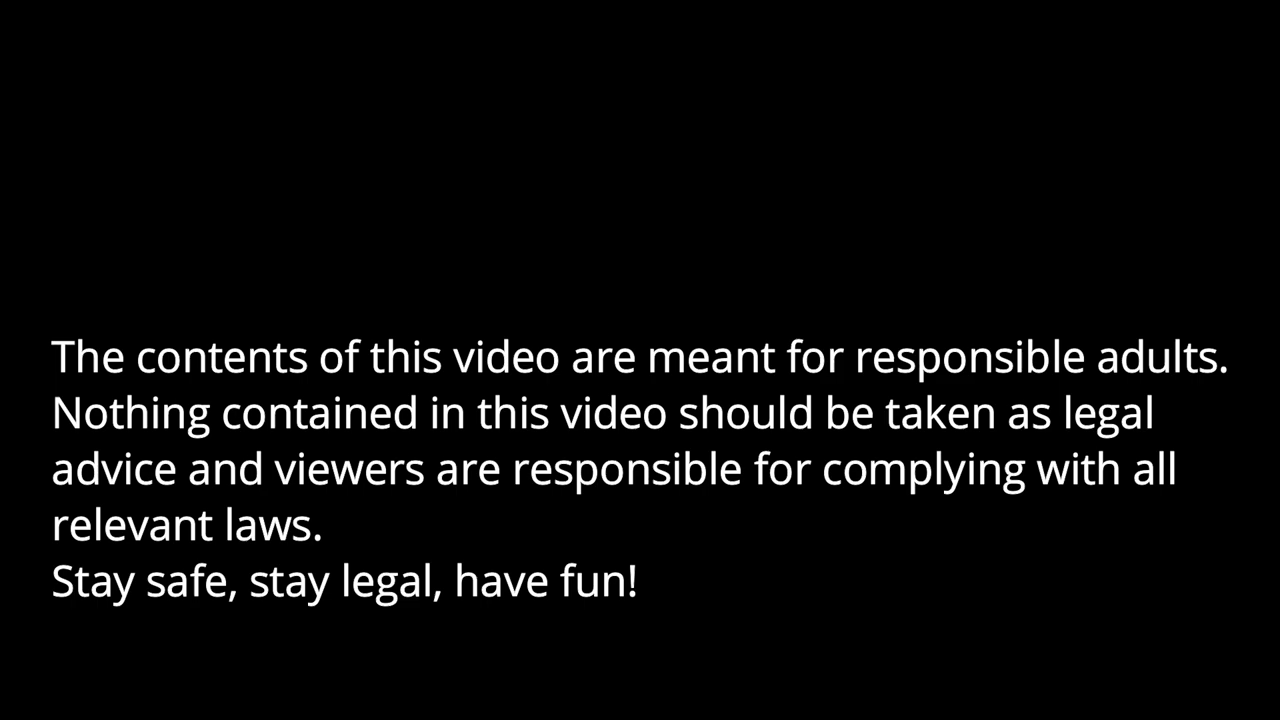 The contents of this video are meant for responsible adults.
Nothing contained in this video should be taken as legal
advice and viewers are responsible for complying with all
relevant laws.
Stay safe, stay legal, have fun!